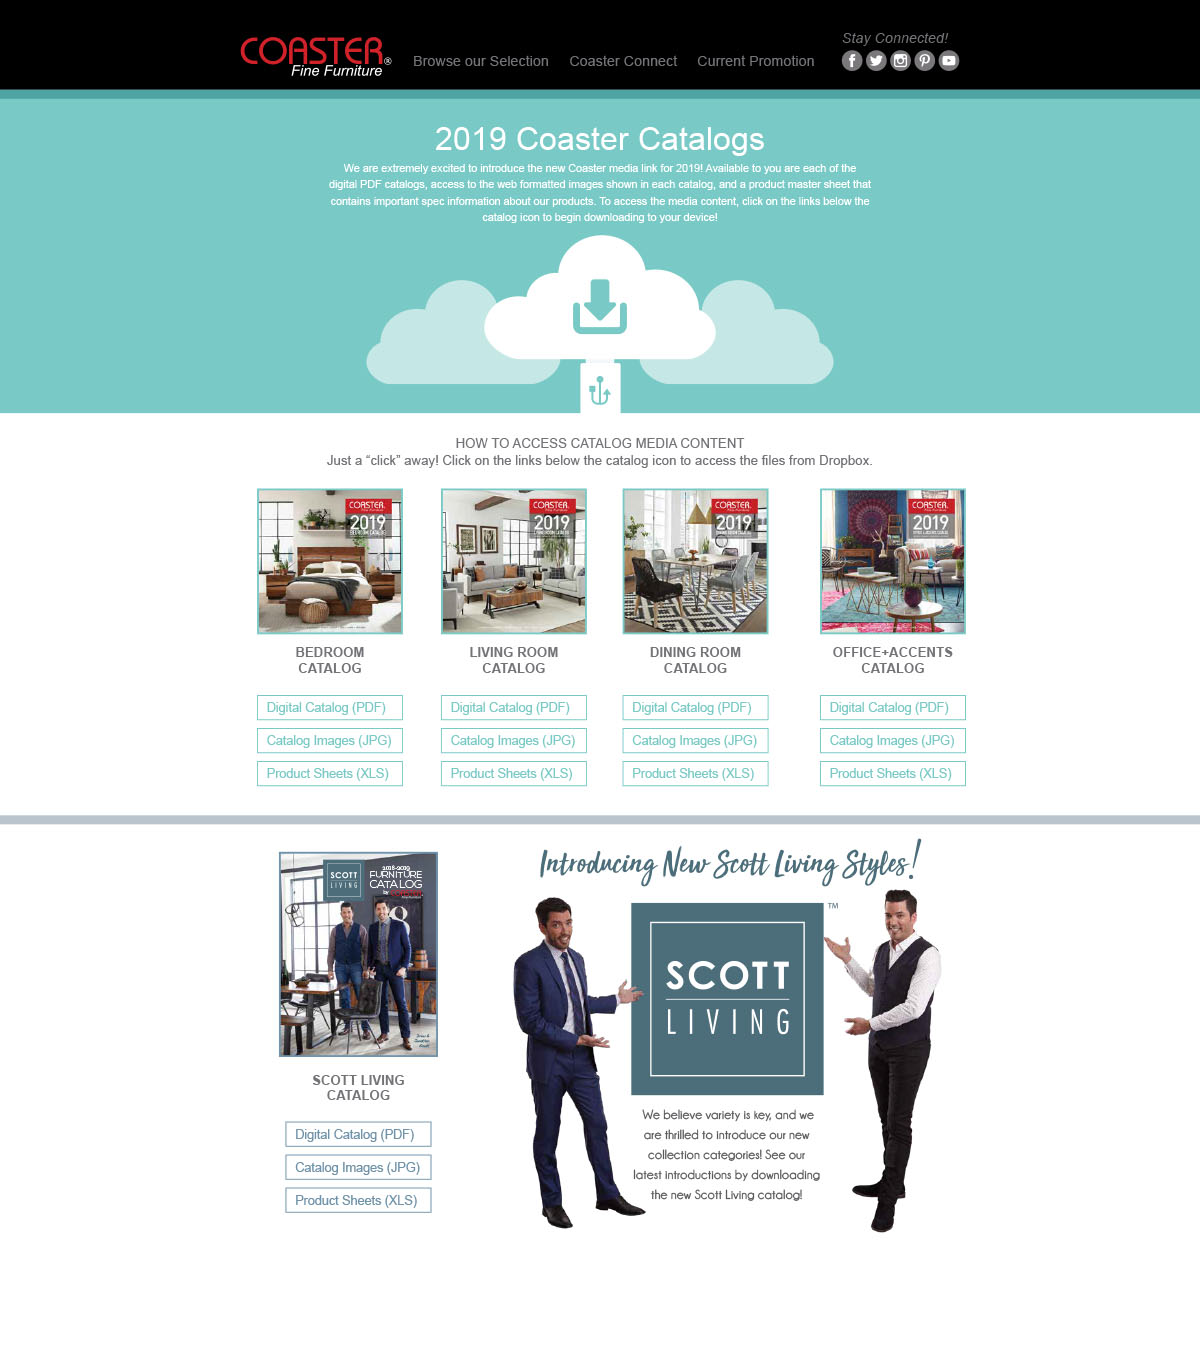 COASTER®
Fine Furniture
Browse our Selection
Coaster Connect
Current Promotion
Stay Connected!
2019 Coaster Catalogs
We are extremely excited to introduce the new Coaster media link for 2019! Available to you are each of the
digital PDF catalogs, access to the web formatted images shown in each catalog, and a product master sheet that
contains important spec information about our products. To access the media content, click on the links below the
catalog icon to begin downloading to your device!
HOW TO ACCESS CATALOG MEDIA CONTENT
Just a “click” away! Click on the links below the catalog icon to access the files from Dropbox.
COASTER
2019
BEDROOM CATALOG
COASTER
2019
LIVING ROOM CATALOG
COASTER
2019
DINING ROOM CATALOG
COASTER
2019
BEDROOM
CATALOG
LIVING ROOM
CATALOG
DINING ROOM
CATALOG
OFFICE+ACCENTS
CATALOG
Digital Catalog (PDF)
Digital Catalog (PDF)
Digital Catalog (PDF)
Digital Catalog (PDF)
Catalog Images (JPG)
Catalog Images (JPG)
Catalog Images (JPG)
Catalog Images (JPG)
Product Sheets (XLS)
Product Sheets (XLS)
Product Sheets (XLS)
Product Sheets (XLS)
SCOTT
LIVING
2018-2019
FURNITURE
CATALOG
by COASTER
8
SCOTT LIVING
CATALOG
Digital Catalog (PDF)
Catalog Images (JPG)
Product Sheets (XLS)
Introducing New Scott Living Styles!
SCOTT
LIVING
TM
We believe variety is key, and we
are thrilled to introduce our new
collection categories! See our
latest introductions by downloading
the new Scott Living catalog!